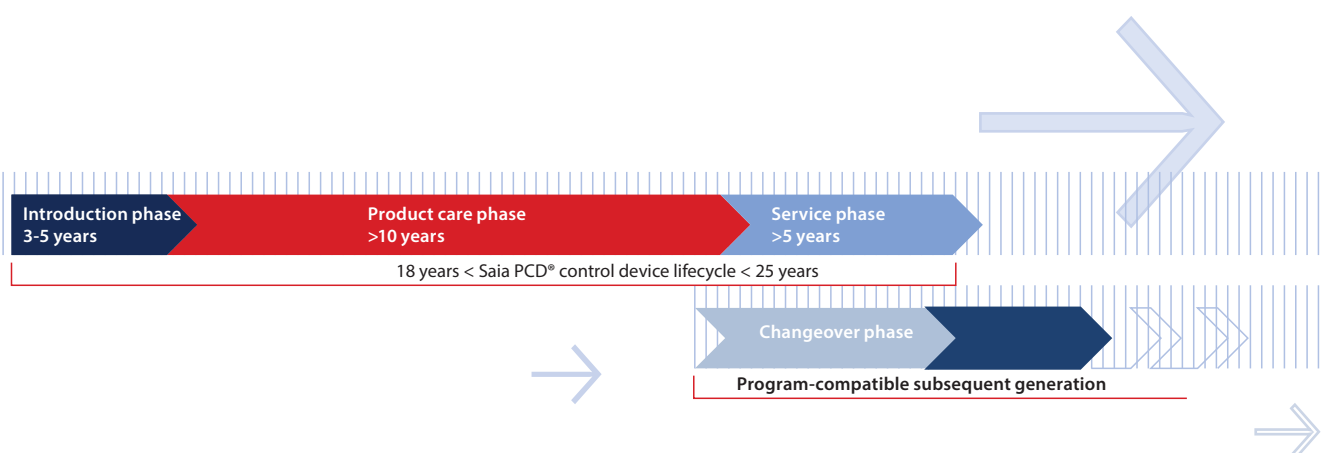 Introduction phase
3-5 years
Product care phase
>10 years
Service phase
>5 years
18 years < Saia PCD® control device lifecycle < 25 years
Changeover phase
Program-compatible subsequent generation